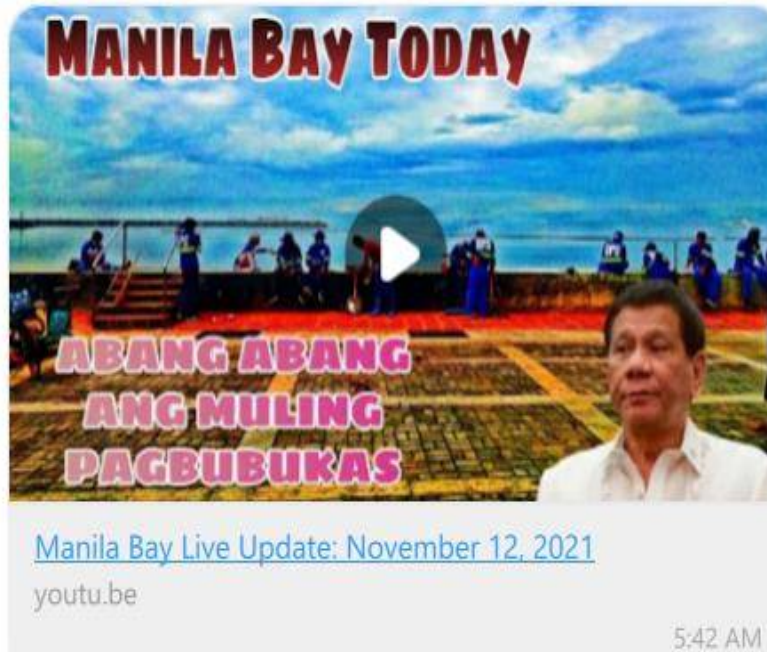 MANILA BAY TODAY
ABANG ABANG
ANG MULING
PAGBUBUKAS
Manila Bay Live Update: November 12, 2021
youtu.be
5:42 AM